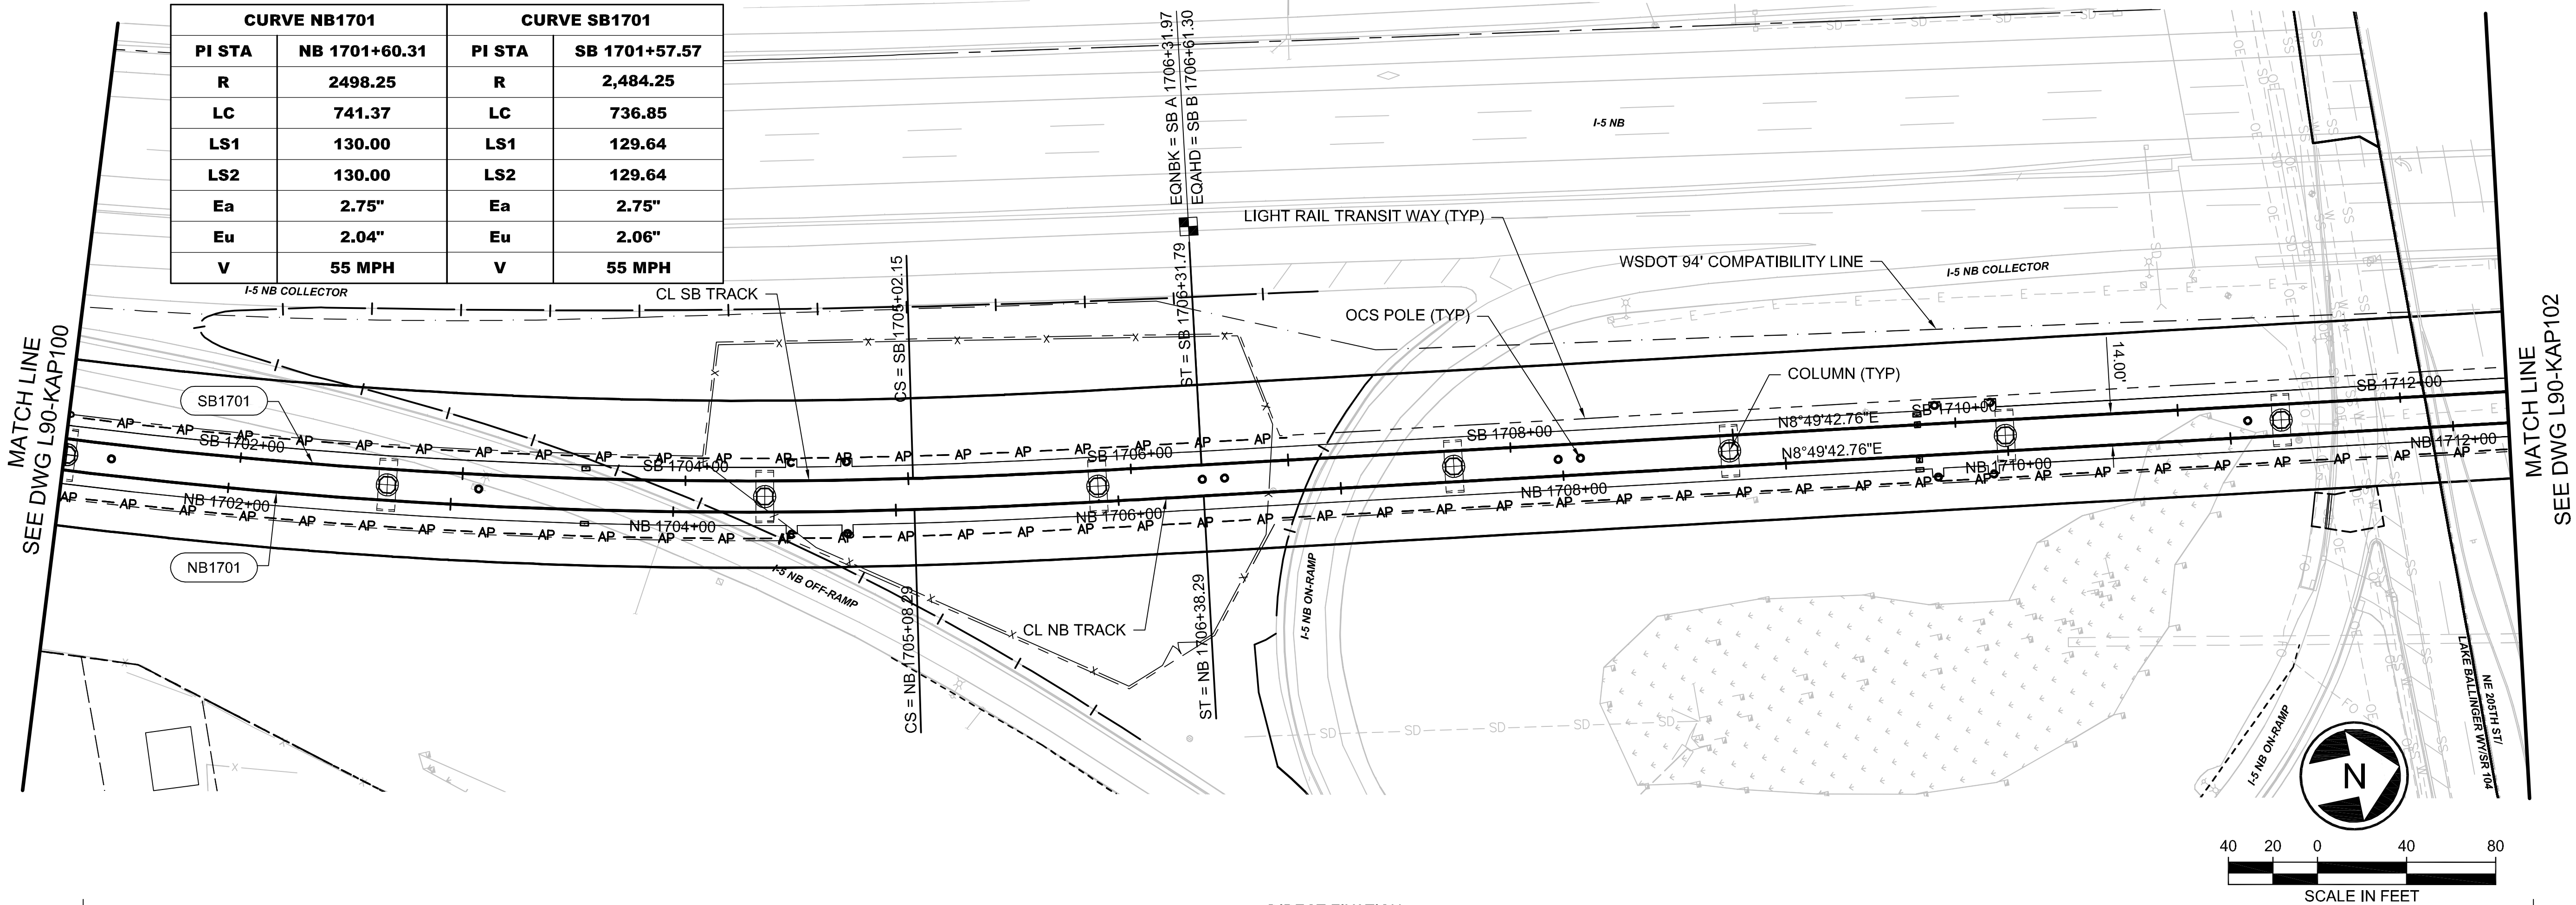 CURVE NB1701 CURVE SB1701
PI STA NB 1701+60.31 PI STA SB 1701+57.57
R 2498.25 R 2,484.25
LC 741.37 LC 736.85
LS1 130.00 LS1 129.64
LS2 130.00 LS2 129.64
Ea 2.75" Ea 2.75"
Eu 2.04" Eu 2.06"
V 55 MPH V 55 MPH
I-5 NB COLLECTOR
MATCH LINE
SEE DWG L90-KAP100
SB1701
NB1701
CL SB TRACK
CS = SB 1705+02.15
EQNBK = SB A 1706+31.97
EQAHD = SB B 1706+61.30
ST = SB 1706+31.79
LIGHT RAIL TRANSIT WAY (TYP)
OCS POLE (TYP)
I-5 NB
WSDOT 94' COMPATIBILITY LINE
I-5 NB COLLECTOR
COLUMN (TYP)
14.00'
SB 1702+00
SB 1704+00
SB 1706+00
SB 1708+00
N8°49'42.76"E
SB 1710+00
SB 1712+00
NB 1702+00
NB 1704+00
NB 1706+00
NB 1708+00
N8°49'42.76"E
NB 1710+00
NB 1712+00
I-5 NB OFF-RAMP
CS = NB 1705+08.29
CL NB TRACK
ST = NB 1706+38.29
I-5 NB ON-RAMP
I-5 NB ON-RAMP
NE 205TH ST/
LAKE BALLINGER WY/SR 104
MATCH LINE
SEE DWG L90-KAP102
N
40 20 0 40 80
SCALE IN FEET